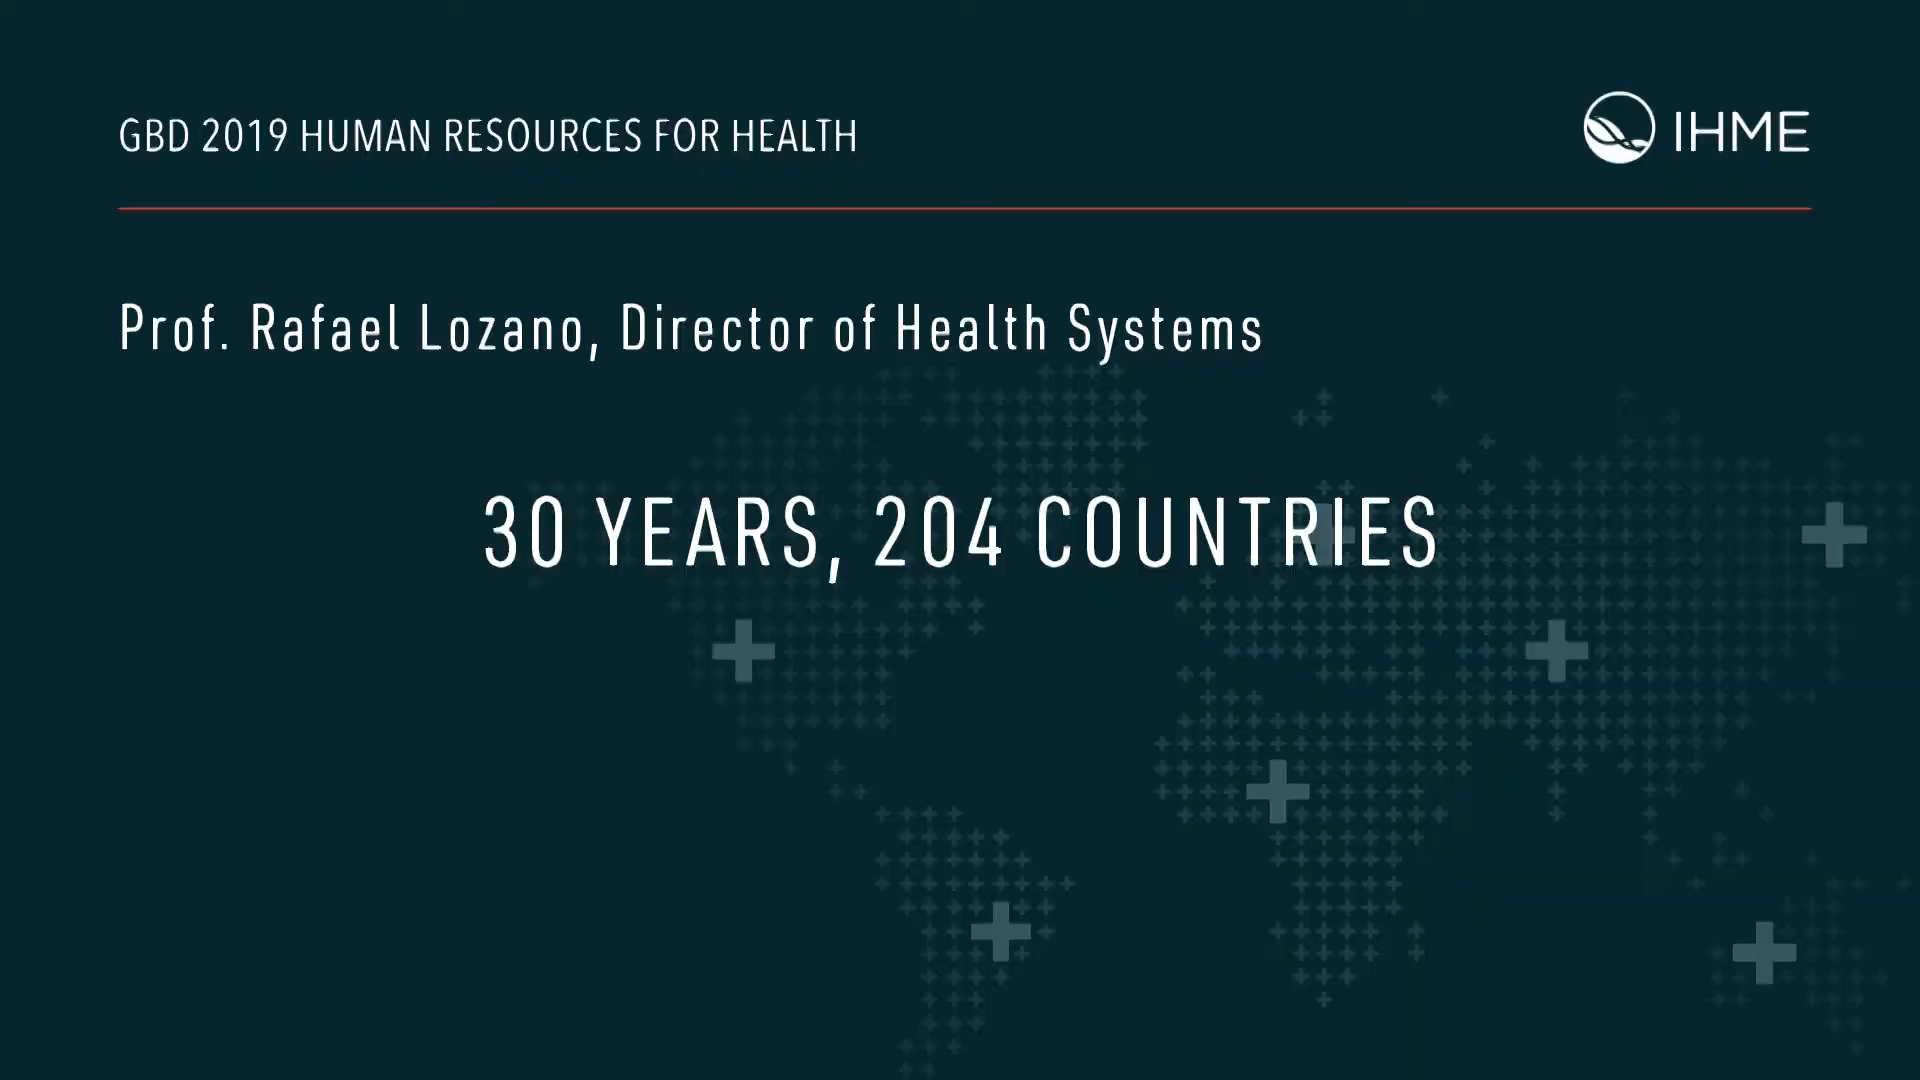 GBD 2019 HUMAN RESOURCES FOR HEALTH
IHME
Prof. Rafael Lozano, Director of Health Systems
30 YEARS, 204 COUNTRIES